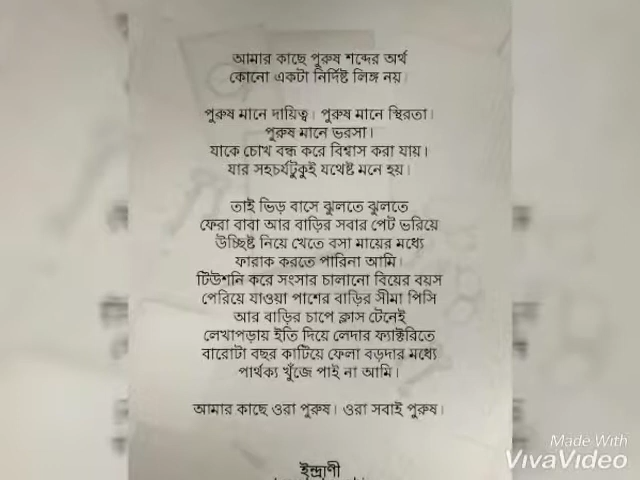 আমার কাছে পুরুষ শব্দের অর্থ
কোনো একটা নির্দিষ্ট লিঙ্গ নয়।
পুরুষ মানে দায়িত্ব। পুরুষ মানে স্থিরতা।
পুরুষ মানে ভরসা।
যাকে চোখ বন্ধ করে বিশ্বাস করা যায়।
যার সহচর্যটুকুই যথেষ্ট মনে হয়।
তাই ভিড় বাসে ঝুলতে ঝুলতে
ফেরা বাবা আর বাড়ির সবার পেট ভরিয়ে
উচ্ছিষ্ট নিয়ে খেতে বসা মায়ের মধ্যে
ফারাক করতে পারিনা আমি।
টিউশনি করে সংসার চালানো বিয়ের বয়স
পেরিয়ে যাওয়া পাশের বাড়ির সীমা পিসি
আর বাড়ির চাপে ক্লাস টেনেই
লেখাপড়ায় ইতি দিয়ে লেদার ফ্যাক্টরিতে
বারোটা বছর কাটিয়ে ফেলা বড়দার মধ্যে
পার্থক্য খুঁজে পাই না আমি।
আমার কাছে ওরা পুরুষ। ওরা সবাই পুরুষ।
ইন্দ্রাণী
Made With
VivaVideo